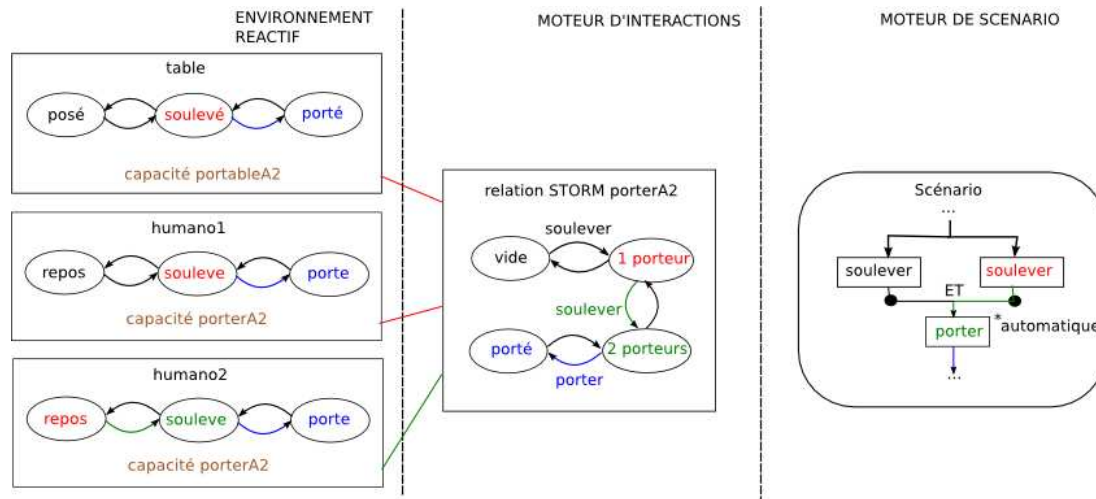 ENVIRONNEMENT
REACTIF
MOTEUR D'INTERACTIONS
MOTEUR DE SCENARIO
table
posé
soulevé
porté
capacité portableA2
humano1
repos
souleve
porte
capacité porterA2
humano2
repos
souleve
porte
capacité porterA2
relation STORM porterA2
soulever
vide
1 porteur
soulever
porté
2 porteurs
porter
Scénario
...
soulever
soulever
ET
porter
*automatique
...